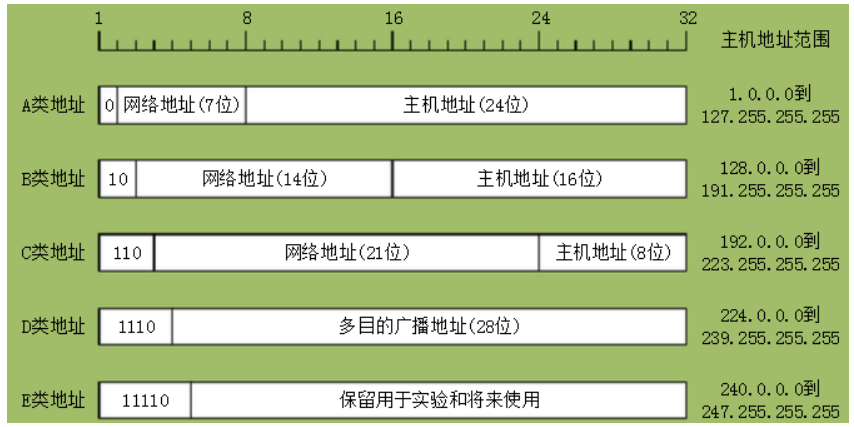 1 8 16 24 32
主机地址范围
A类地址 0 网络地址(7位) 主机地址(24位) 1.0.0.0到
127.255.255.255
B类地址 10 网络地址(14位) 主机地址(16位) 128.0.0.0到
191.255.255.255
C类地址 110 网络地址(21位) 主机地址(8位) 192.0.0.0到
223.255.255.255
D类地址 1110 多目的广播地址(28位) 224.0.0.0到
239.255.255.255
E类地址 11110 保留用于实验和将来使用 240.0.0.0到
247.255.255.255